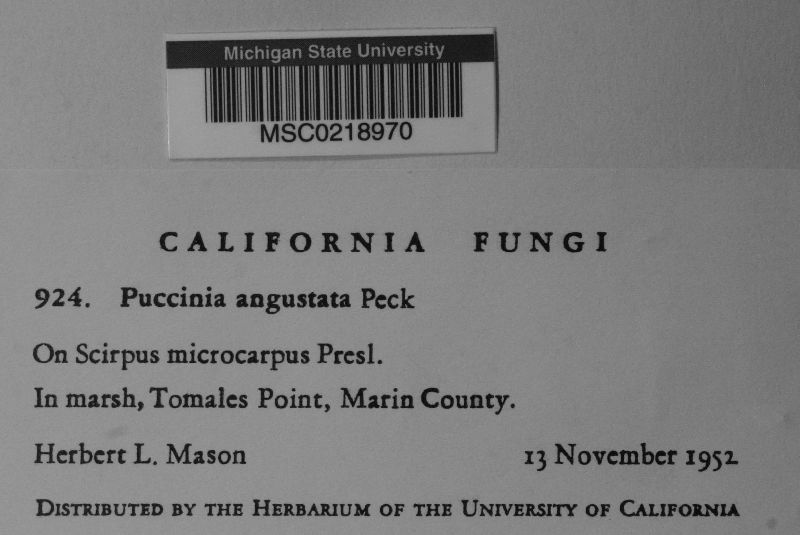 Michigan State University
MSC0218970
CALIFORNIA FUNGI
924. Puccinia angustata Peck
On Scirpus microcarpus Presl.
In marsh, Tomales Point, Marin County.
Herbert L. Mason 13 November 1952
DISTRIBUTED BY THE HERBARIUM OF THE UNIVERSITY OF CALIFORNIA